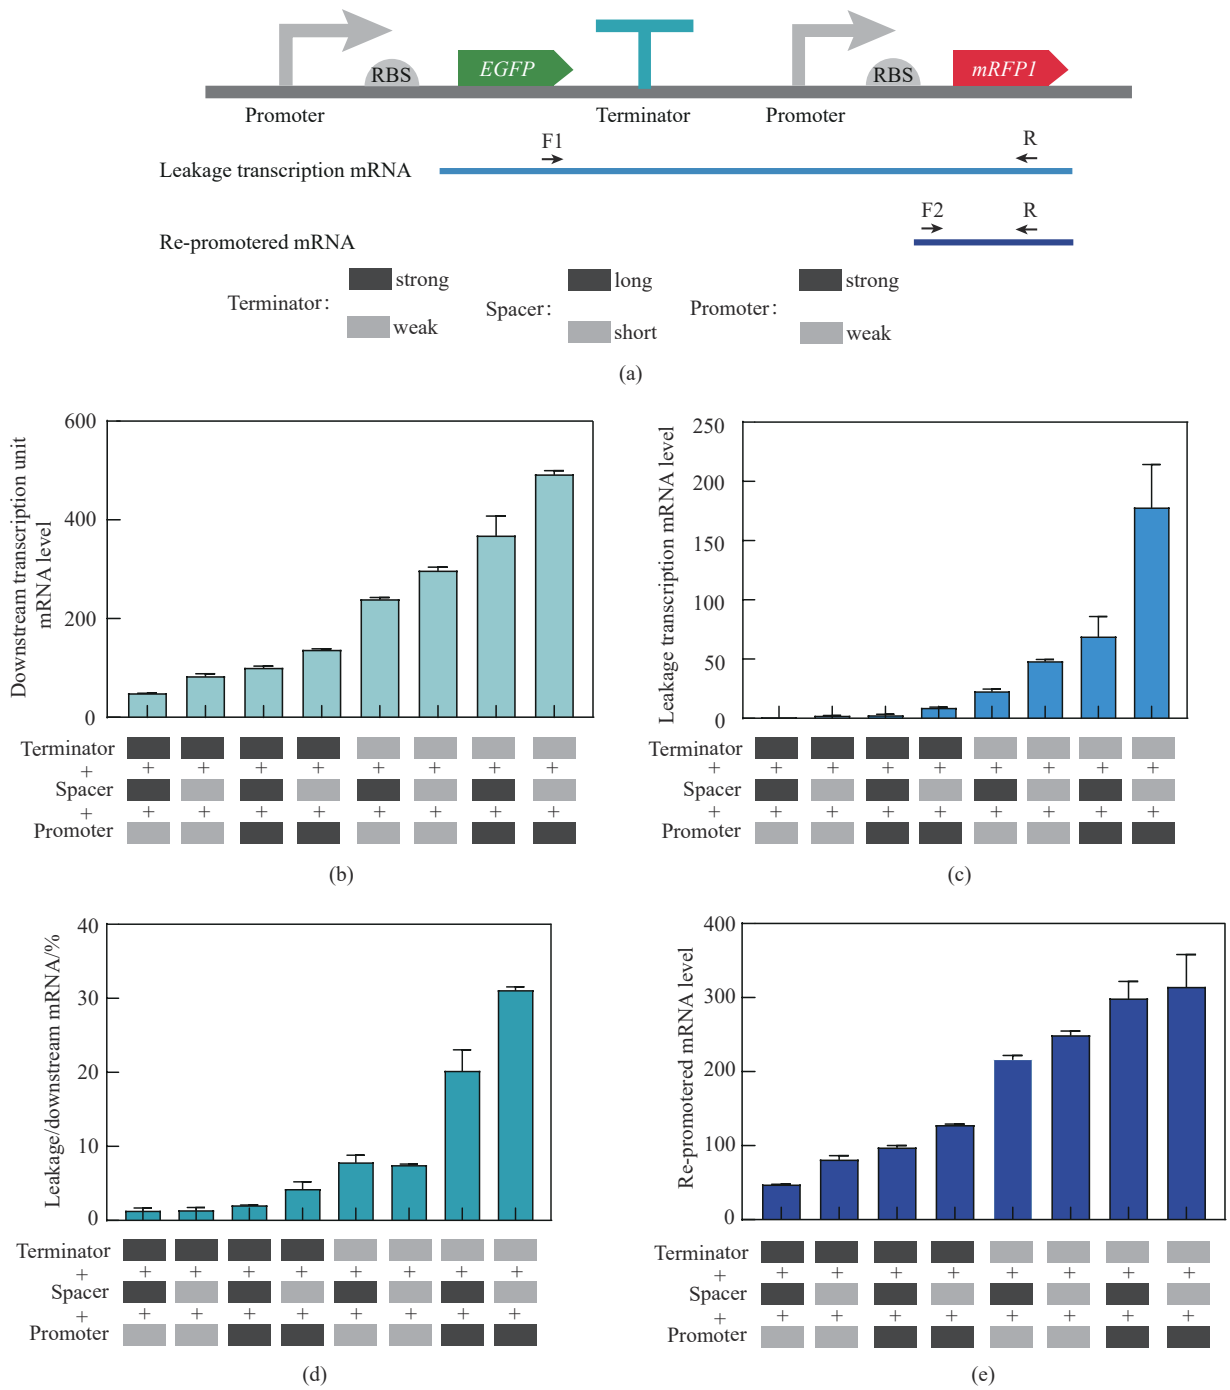 RBS
EGFP
RBS
mRFP1
Promoter
Terminator
Promoter
F1
R
Leakage transcription mRNA
F2
R
Re-promotered mRNA
Terminator:
strong
weak
Spacer:
long
short
Promoter:
strong
weak
(a)
Downstream transcription unit
mRNA level
600
400
200
0
Terminator
+ + + + + + + + +
Spacer
+ + + + + + + + +
Promoter
(b)
Leakage transcription mRNA level
250
200
150
100
50
0
Terminator
+ + + + + + + + +
Spacer
+ + + + + + + + +
Promoter
(c)
Leakage/downstream mRNA/%
40
30
20
10
0
Terminator
+ + + + + + + + +
Spacer
+ + + + + + + + +
Promoter
(d)
Re-promotered mRNA level
400
300
200
100
0
Terminator
+ + + + + + + + +
Spacer
+ + + + + + + + +
Promoter
(e)